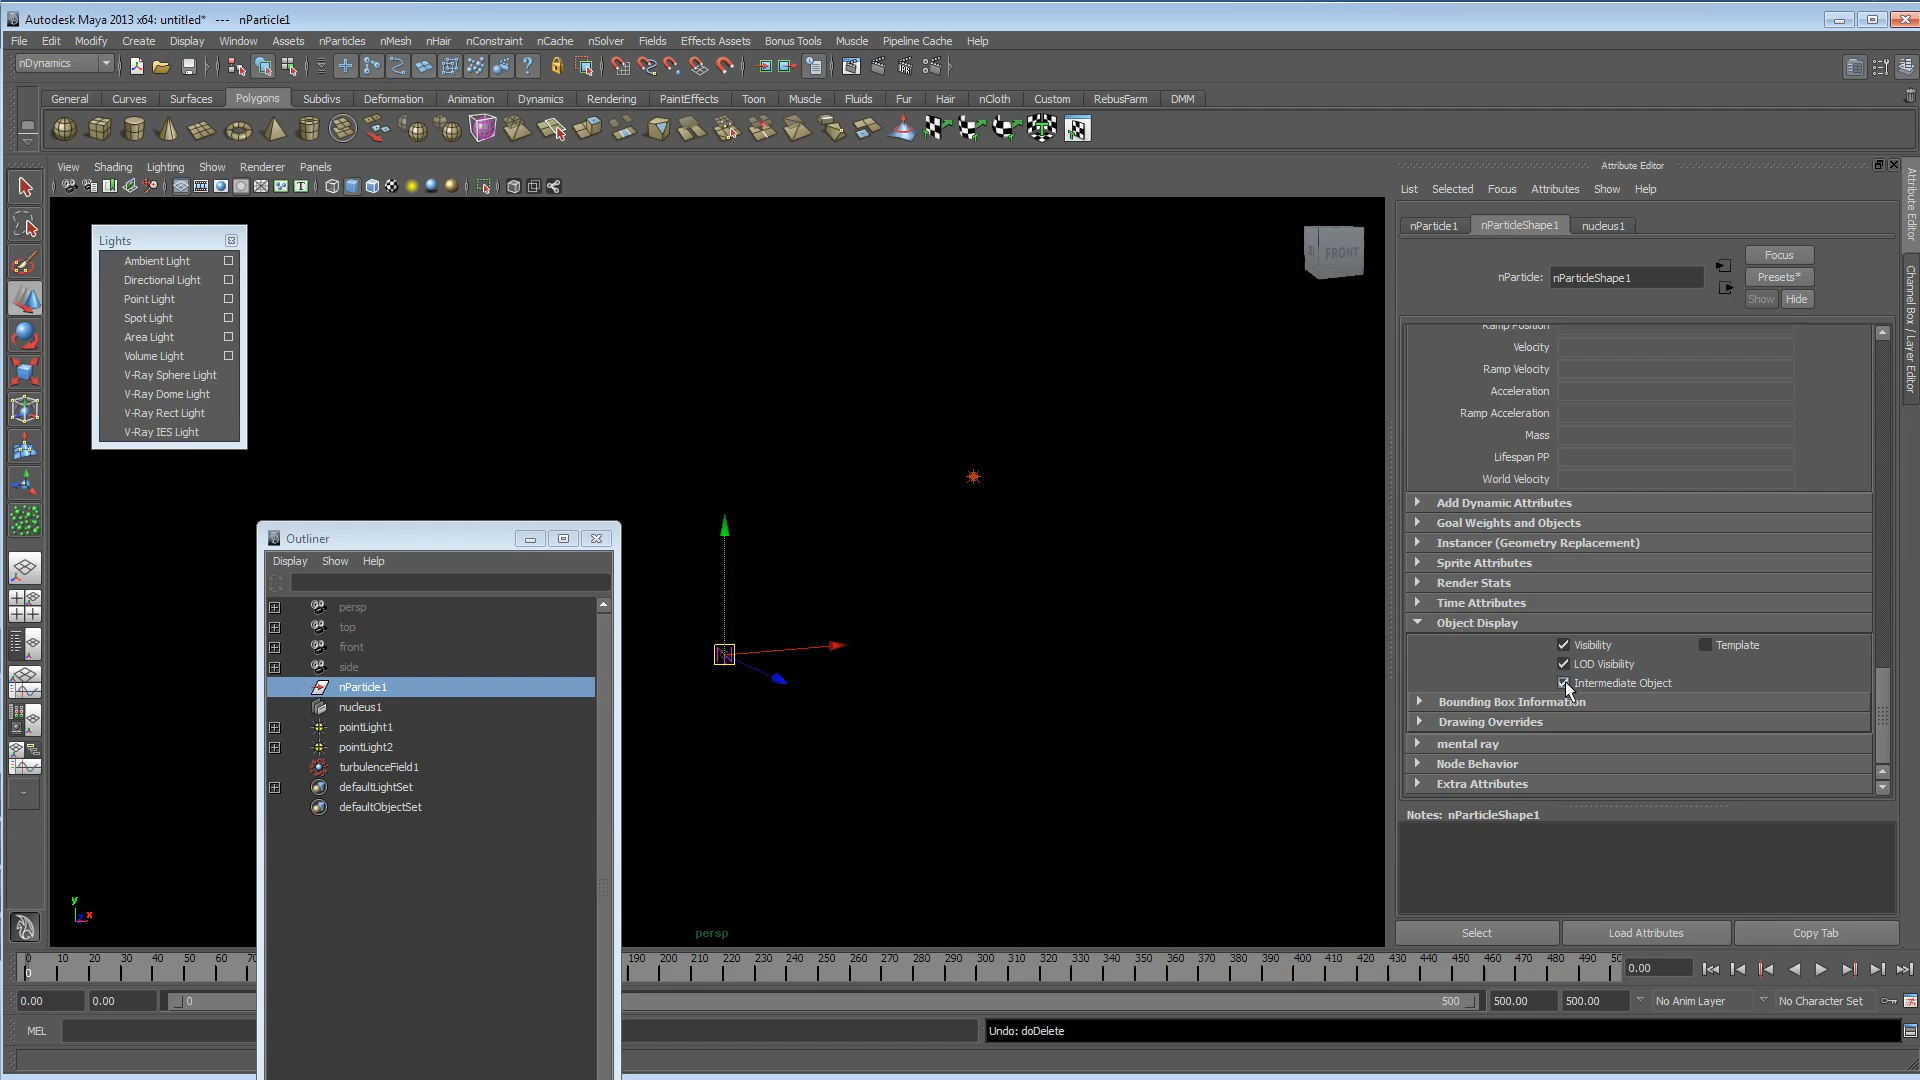 Autodesk Maya 2013 x64: untitled* --- nParticle1
File Edit Modify Create Display Window Assets nParticles nMesh nHair nConstraint nCache nSolver Fields Effects Assets Bonus Tools Muscle Pipeline Cache Help
nDynamics
General Curves Surfaces Polygons Subdivs Deformation Animation Dynamics Rendering PaintEffects Toon Muscle Fluids Fur Hair nCloth Custom RebusFarm DMM
View Shading Lighting Show Renderer Panels
Lights
Ambient Light
Directional Light
Point Light
Spot Light
Area Light
Volume Light
V-Ray Sphere Light
V-Ray Dome Light
V-Ray Rect Light
V-Ray IES Light
FRONT
Outliner
Display Show Help
persp
top
front
side
nParticle1
nucleus1
pointLight1
pointLight2
turbulenceField1
defaultLightSet
defaultObjectSet
y
z x
persp
Attribute Editor
List Selected Focus Attributes Show Help
nParticle1 nParticleShape1 nucleus1
nParticle: nParticleShape1
Focus
Presets*
Show Hide
Ramp Position
Velocity
Ramp Velocity
Acceleration
Ramp Acceleration
Mass
Lifespan PP
World Velocity
Add Dynamic Attributes
Goal Weights and Objects
Instancer (Geometry Replacement)
Sprite Attributes
Render Stats
Time Attributes
Object Display
Visibility Template
LOD Visibility
Intermediate Object
Bounding Box Information
Drawing Overrides
mental ray
Node Behavior
Extra Attributes
Notes: nParticleShape1
Select Load Attributes Copy Tab
Attribute Editor
Channel Box / Layer Editor
0 10 20 30 40 50 60 190 200 210 220 230 240 250 260 270 280 290 300 310 320 330 340 350 360 370 380 390 400 410 420 430 440 450 460 470 480 490
0
0.00
0.00 0.00 0 500 500.00 500.00 No Anim Layer No Character Set
MEL Undo: doDelete